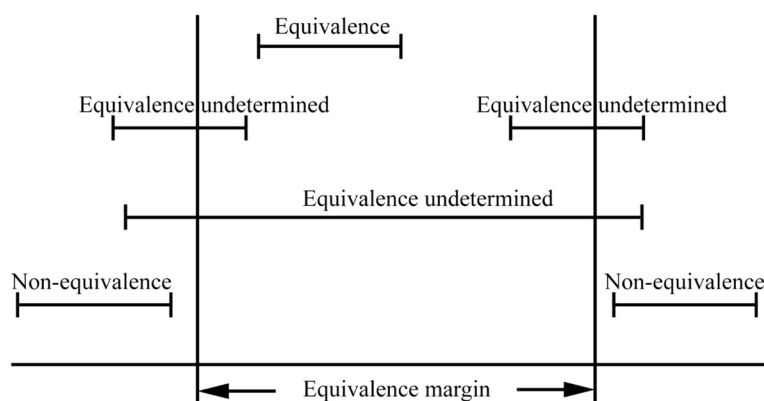 Equivalence
Equivalence undetermined
Equivalence undetermined
Equivalence undetermined
Non-equivalence
Non-equivalence
Equivalence margin